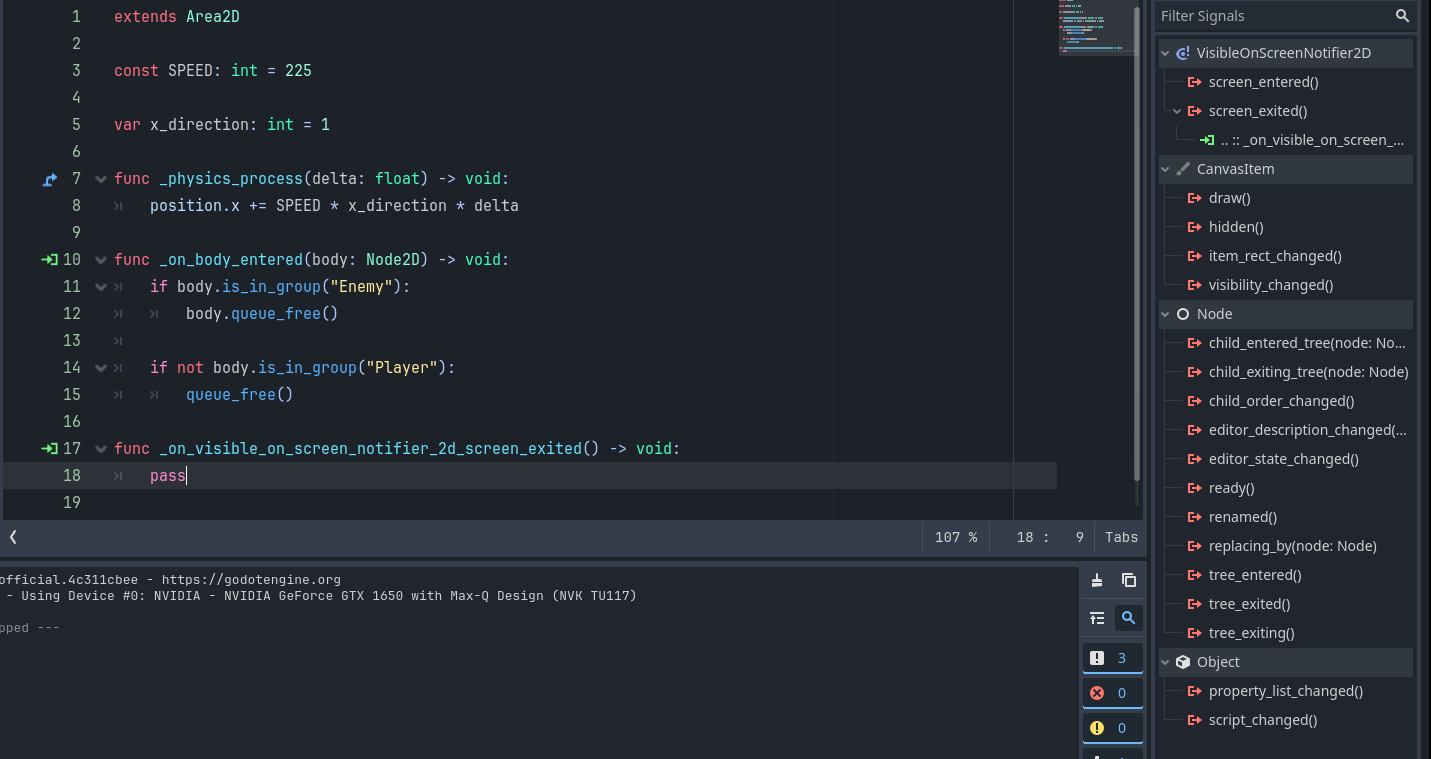 1 extends Area2D
2
3 const SPEED: int = 225
4
5 var x_direction: int = 1
6
7 func _physics_process(delta: float) -> void:
8 position.x += SPEED * x_direction * delta
9
10 func _on_body_entered(body: Node2D) -> void:
11 if body.is_in_group("Enemy"):
12 body.queue_free()
13
14 if not body.is_in_group("Player"):
15 queue_free()
16
17 func _on_visible_on_screen_notifier_2d_screen_exited() -> void:
18 pass
19
107 % 18 : 9 Tabs
official.4c311cbee - https://godotengine.org
- Using Device #0: NVIDIA - NVIDIA GeForce GTX 1650 with Max-Q Design (NVK TU117)
pped ---
3
0
0
Filter Signals
VisibleOnScreenNotifier2D
screen_entered()
screen_exited()
.. :: _on_visible_on_screen_...
CanvasItem
draw()
hidden()
item_rect_changed()
visibility_changed()
Node
child_entered_tree(node: No...
child_exiting_tree(node: Node)
child_order_changed()
editor_description_changed(...
editor_state_changed()
ready()
renamed()
replacing_by(node: Node)
tree_entered()
tree_exited()
tree_exiting()
Object
property_list_changed()
script_changed()